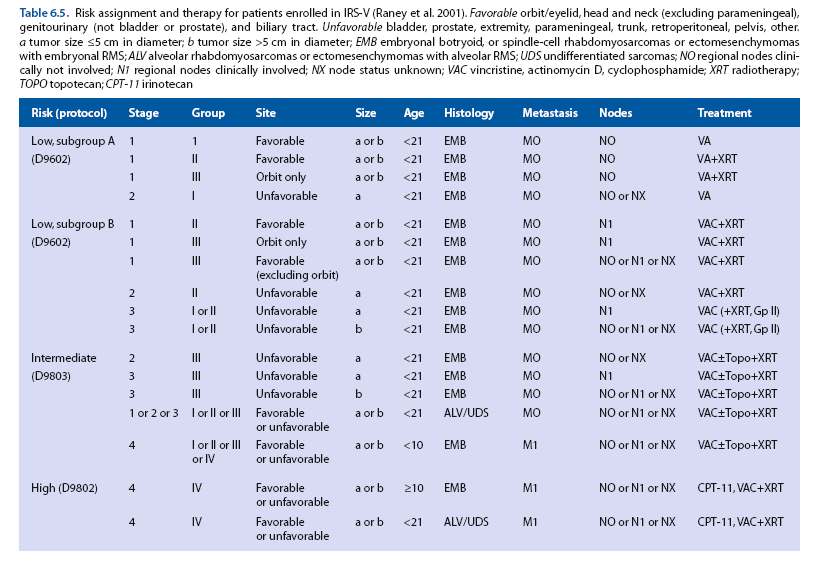 Table 6.5. Risk assignment and therapy for patients enrolled in IRS-V (Raney et al. 2001). Favorable orbit/eyelid, head and neck (excluding parameningeal),
genitourinary (not bladder or prostate), and biliary tract. Unfavorable bladder, prostate, extremity, parameningeal, trunk, retroperitoneal, pelvis, other.
a tumor size ≤5 cm in diameter; b tumor size >5 cm in diameter; EMB embryonal botryoid, or spindle-cell rhabdomyosarcomas or ectomesenchymomas
with embryonal RMS; ALV alveolar rhabdomyosarcomas or ectomesenchymomas with alveolar RMS; UDS undifferentiated sarcomas; NO regional nodes clini-
cally not involved; N1 regional nodes clinically involved; NX node status unknown; VAC vincristine, actinomycin D, cyclophosphamide; XRT radiotherapy;
TOPO topotecan; CPT-11 irinotecan
Risk (protocol) Stage Group Site Size Age Histology Metastasis Nodes Treatment
Low, subgroup A 1 1 Favorable a or b <21 EMB MO NO VA
(D9602) 1 II Favorable a or b <21 EMB MO NO VA+XRT
1 III Orbit only a or b <21 EMB MO NO VA+XRT
2 I Unfavorable a <21 EMB MO NO or NX VA
Low, subgroup B 1 II Favorable a or b <21 EMB MO N1 VAC+XRT
(D9602) 1 III Orbit only a or b <21 EMB MO N1 VAC+XRT
1 III Favorable a or b <21 EMB MO NO or N1 or NX VAC+XRT
(excluding orbit)
2 II Unfavorable a <21 EMB MO NO or NX VAC+XRT
3 I or II Unfavorable a <21 EMB MO N1 VAC (+XRT, Gp II)
3 I or II Unfavorable b <21 EMB MO NO or N1 or NX VAC (+XRT, Gp II)
Intermediate 2 III Unfavorable a <21 EMB MO NO or NX VAC±Topo+XRT
(D9803) 3 III Unfavorable a <21 EMB MO N1 VAC±Topo+XRT
3 III Unfavorable b <21 EMB MO NO or N1 or NX VAC±Topo+XRT
1 or 2 or 3 I or II or III Favorable a or b <21 ALV/UDS MO NO or N1 or NX VAC±Topo+XRT
or unfavorable
4 I or II or III Favorable a or b <10 EMB M1 NO or N1 or NX VAC±Topo+XRT
or IV or unfavorable
High (D9802) 4 IV Favorable a or b ≥10 EMB M1 NO or N1 or NX CPT-11, VAC+XRT
or unfavorable
4 IV Favorable a or b <21 ALV/UDS M1 NO or N1 or NX CPT-11, VAC+XRT
or unfavorable